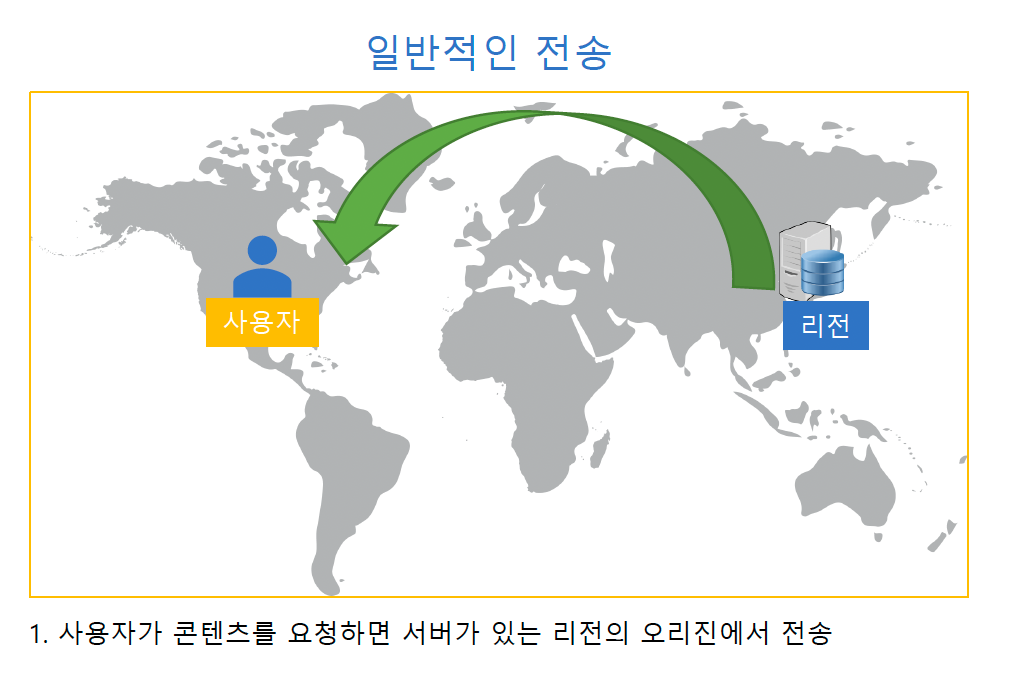 일반적인 전송
사용자
리전
1. 사용자가 콘텐츠를 요청하면 서버가 있는 리전의 오리진에서 전송